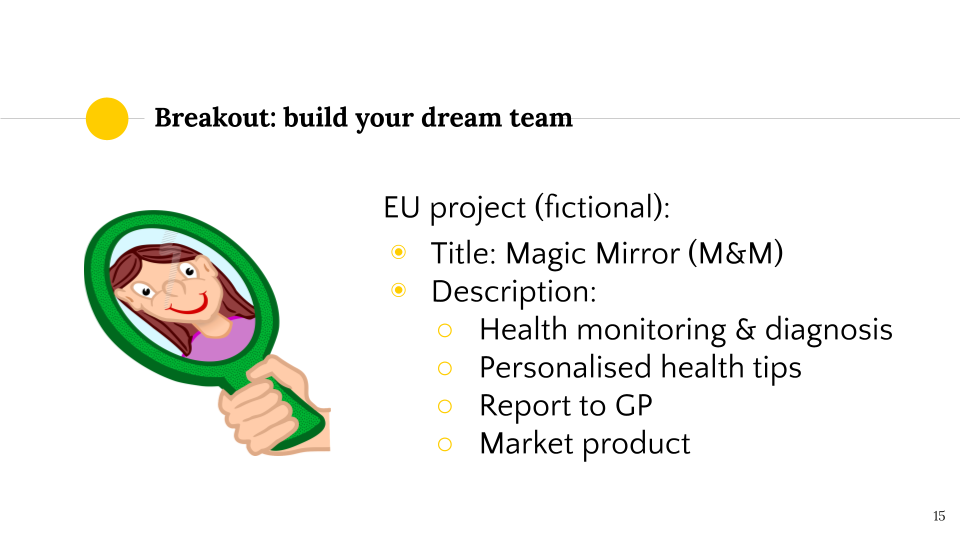 Breakout: build your dream team
EU project (fictional):
Title: Magic Mirror (M&M)
Description:
Health monitoring & diagnosis
Personalised health tips
Report to GP
Market product
15